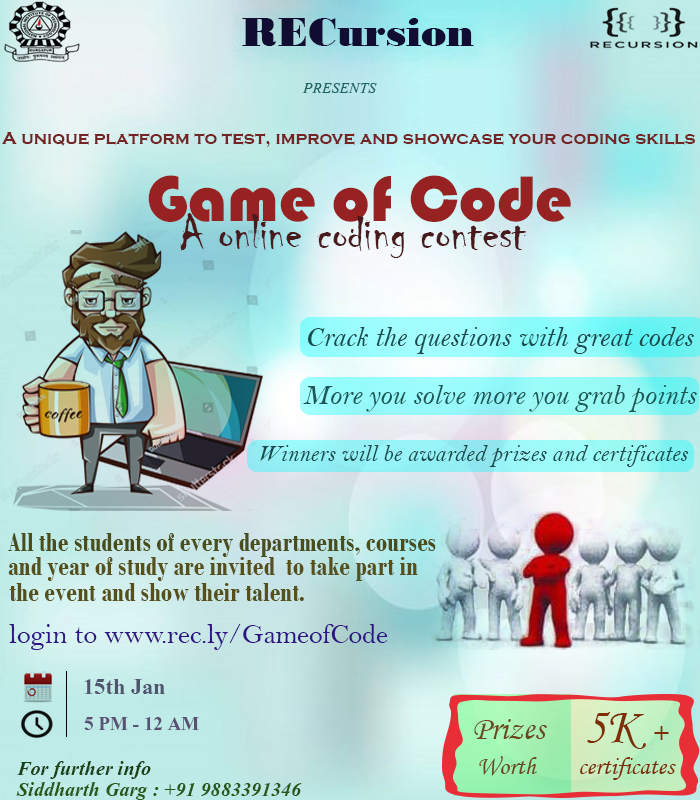 RECursion
{{{ }}}
RECURSION
PRESENTS
A UNIQUE PLATFORM TO TEST, IMPROVE AND SHOWCASE YOUR CODING SKILLS
Game of Code
A online coding contest
coffee
Crack the questions with great codes
More you solve more you grab points
Winners will be awarded prizes and certificates
All the students of every departments, courses
and year of study are invited to take part in
the event and show their talent.
login to www.rec.ly/GameofCode
15th Jan
5 PM - 12 AM
Prizes 5K +
Worth certificates
For further info
Siddharth Garg : +91 9883391346